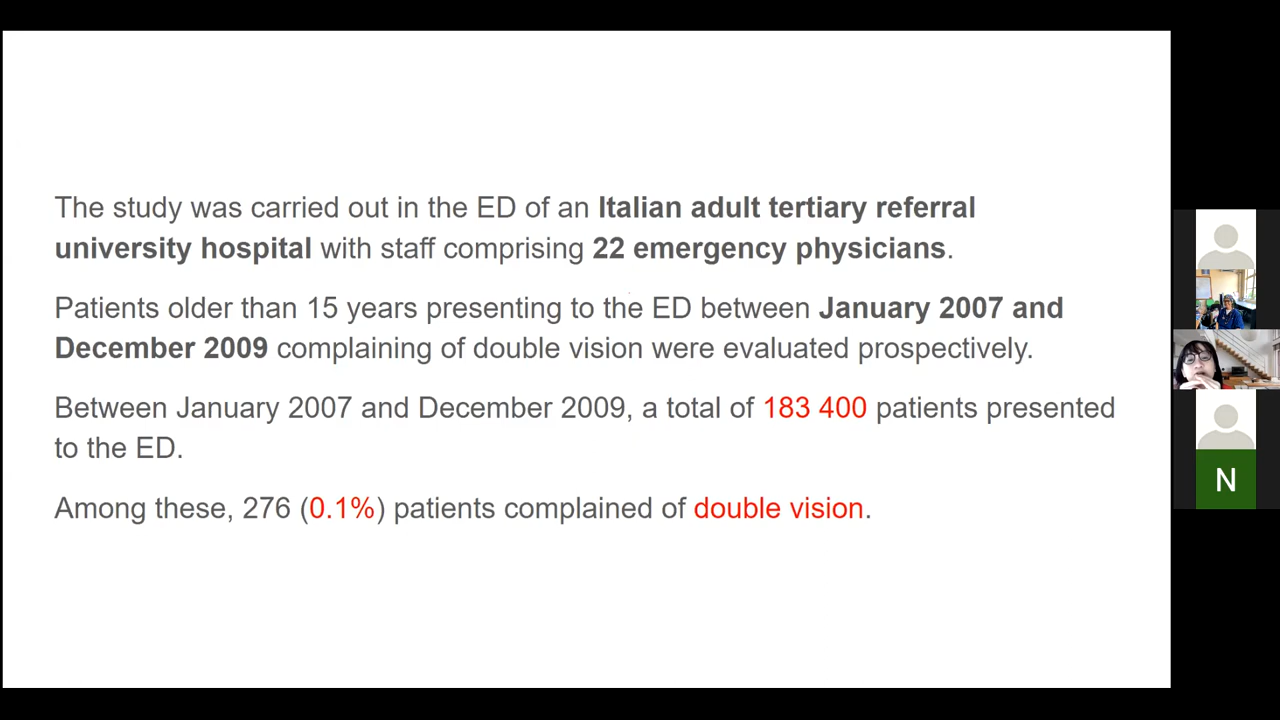 The study was carried out in the ED of an Italian adult tertiary referral
university hospital with staff comprising 22 emergency physicians.
Patients older than 15 years presenting to the ED between January 2007 and
December 2009 complaining of double vision were evaluated prospectively.
Between January 2007 and December 2009, a total of 183 400 patients presented
to the ED.
Among these, 276 (0.1%) patients complained of double vision.
N